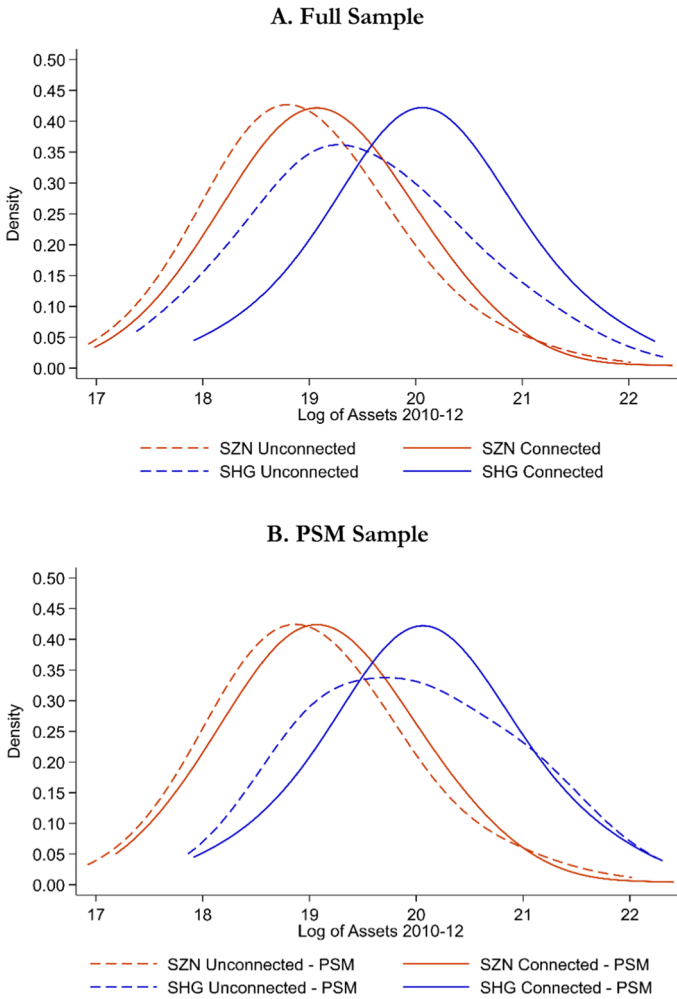 A. Full Sample
0.50
0.45
0.40
0.35
0.30
0.25
0.20
0.15
0.10
0.05
0.00
Density
17 18 19 20 21 22
Log of Assets 2010-12
SZN Unconnected SZN Connected
SHG Unconnected SHG Connected
B. PSM Sample
0.50
0.45
0.40
0.35
0.30
0.25
0.20
0.15
0.10
0.05
0.00
Density
17 18 19 20 21 22
Log of Assets 2010-12
SZN Unconnected - PSM SZN Connected - PSM
SHG Unconnected - PSM SHG Connected - PSM